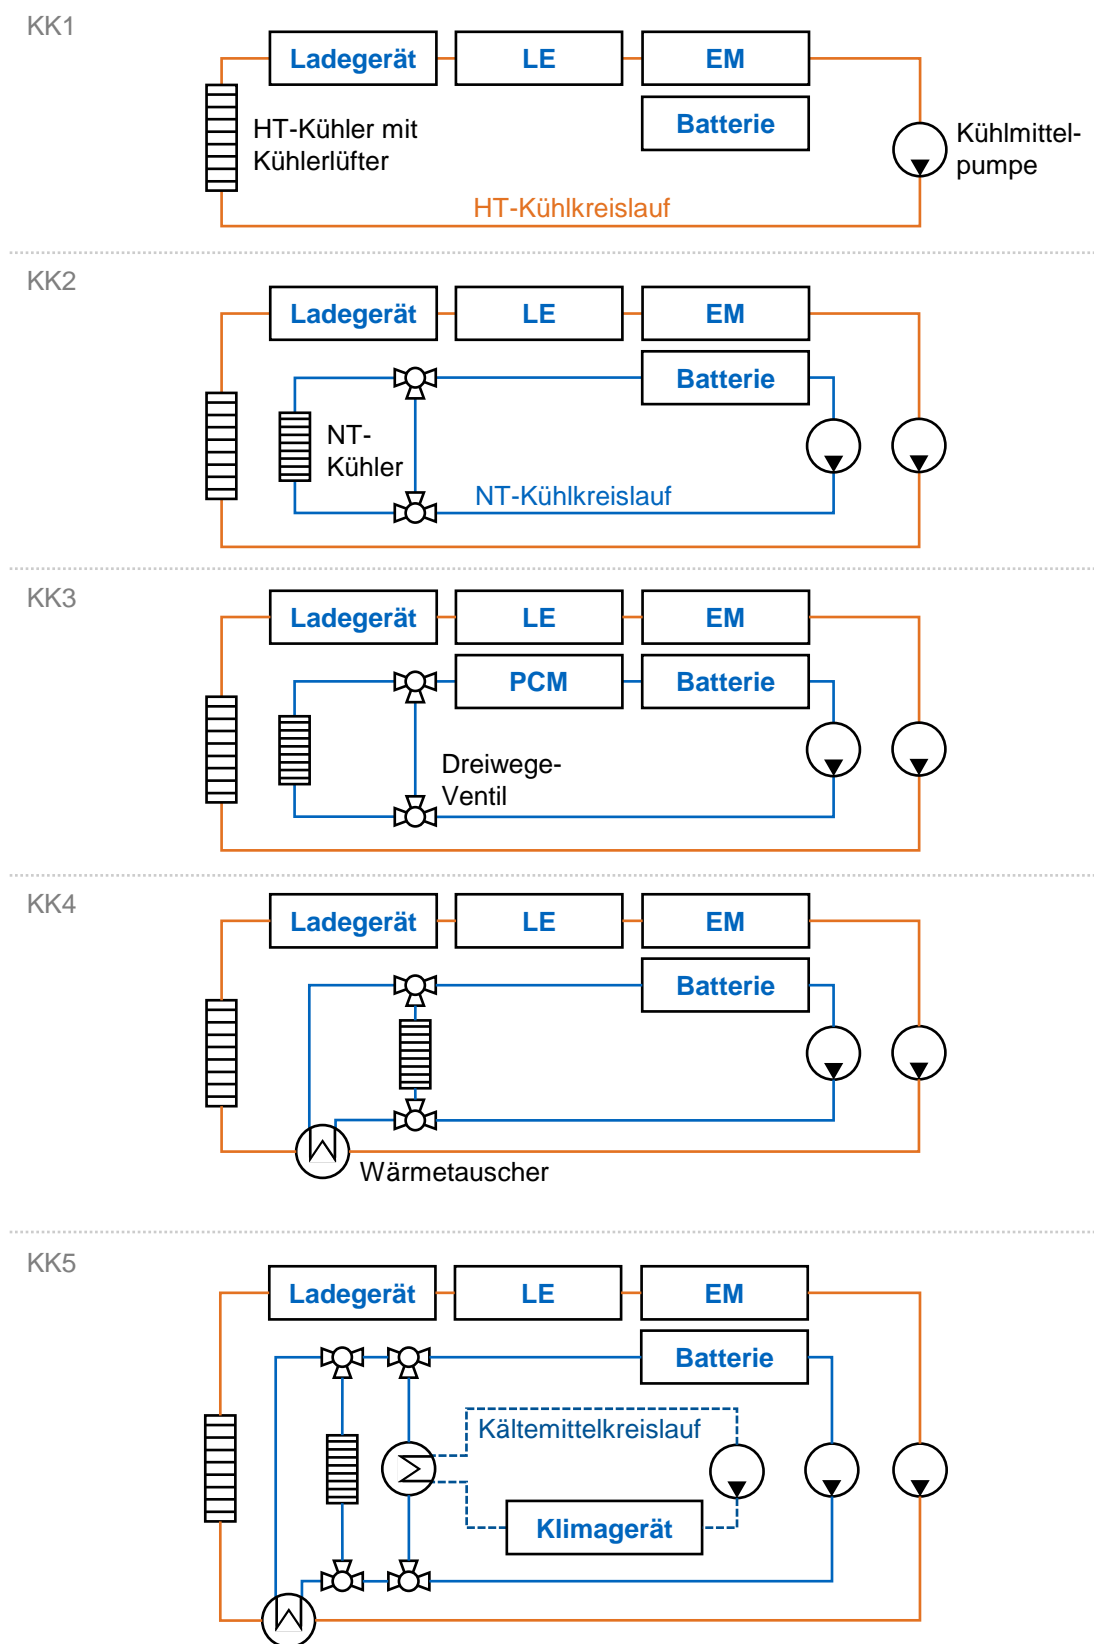 KK1
Ladegerät
LE
EM
Batterie
HT-Kühler mit
Kühlerlüfter
Kühlmittel-
pumpe
HT-Kühlkreislauf
KK2
Ladegerät
LE
EM
Batterie
NT-
Kühler
NT-Kühlkreislauf
KK3
Ladegerät
LE
EM
PCM
Batterie
Dreiwege-
Ventil
KK4
Ladegerät
LE
EM
Batterie
Wärmetauscher
KK5
Ladegerät
LE
EM
Batterie
Kältemittelkreislauf
Klimagerät